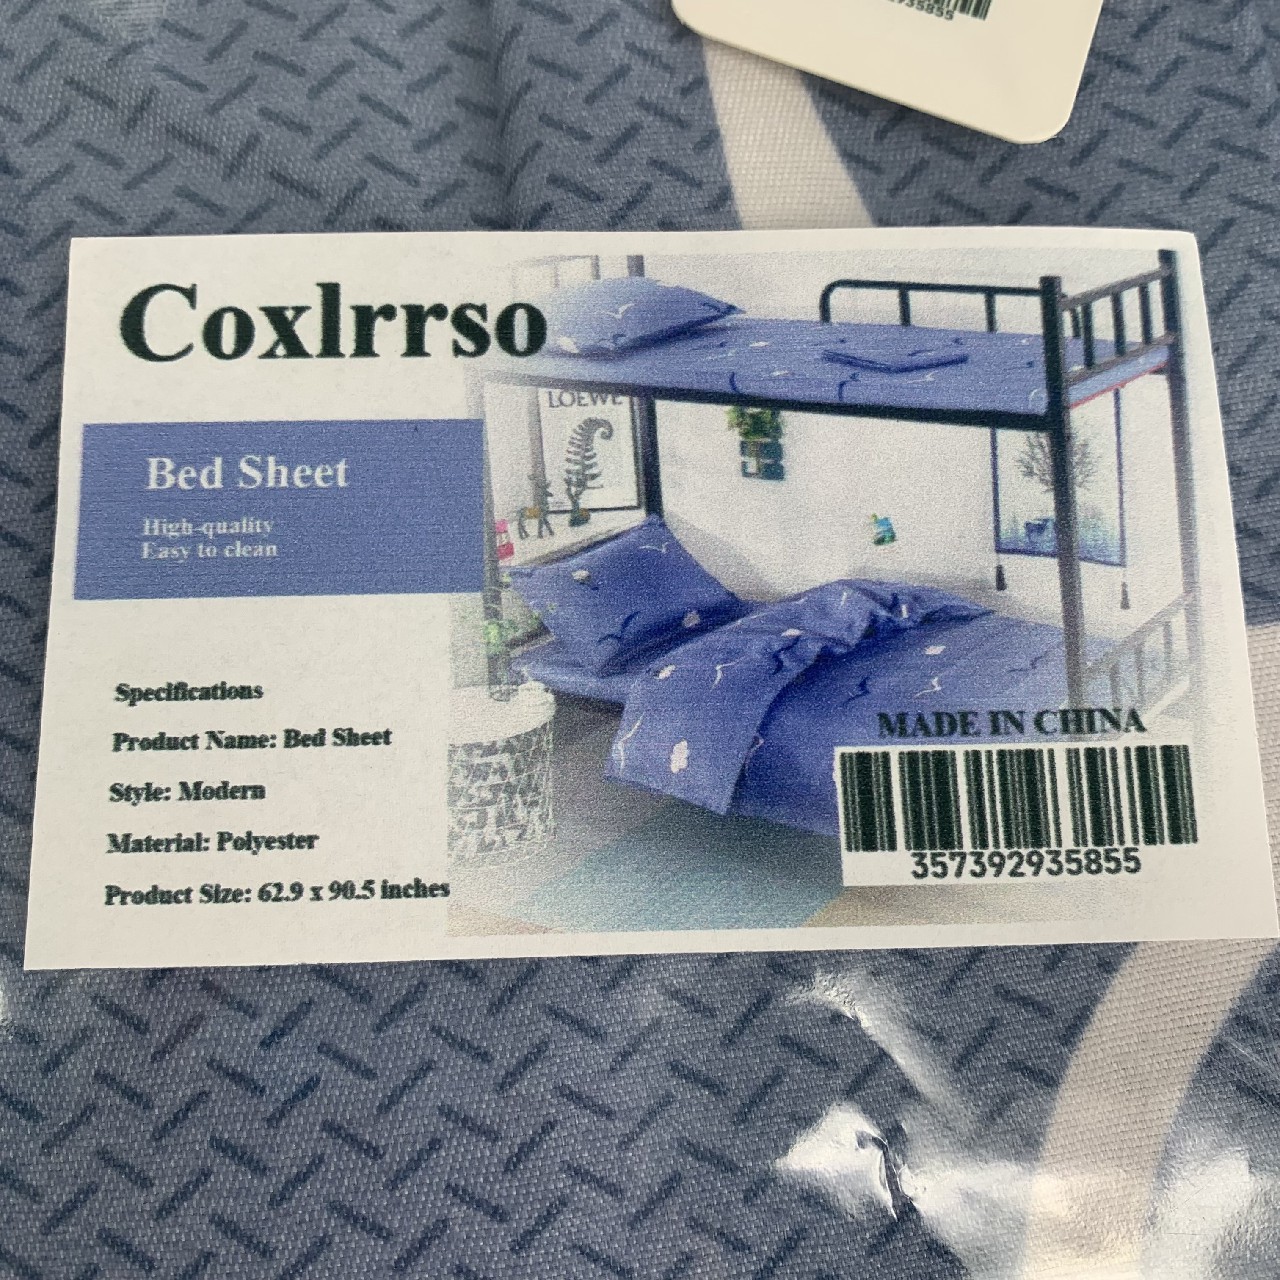 35855
Coxlrrso
LOEWE
Bed Sheet
High-quality
Easy to clean
Specifications
Product Name: Bed Sheet
Style: Modern
Material: Polyester
Product Size: 62.9 x 90.5 inches
MADE IN CHINA
357392935855